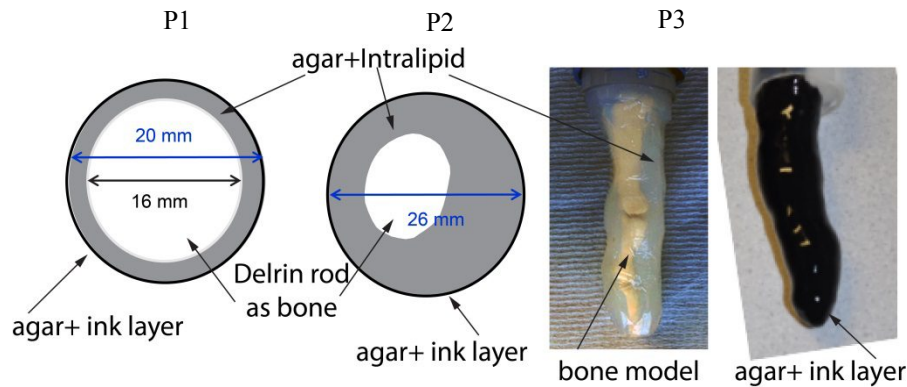 P1
P2
P3
agar+Intralipid
20 mm
16 mm
26 mm
Delrin rod
as bone
agar+ ink layer
agar+ ink layer
bone model
agar+ ink layer